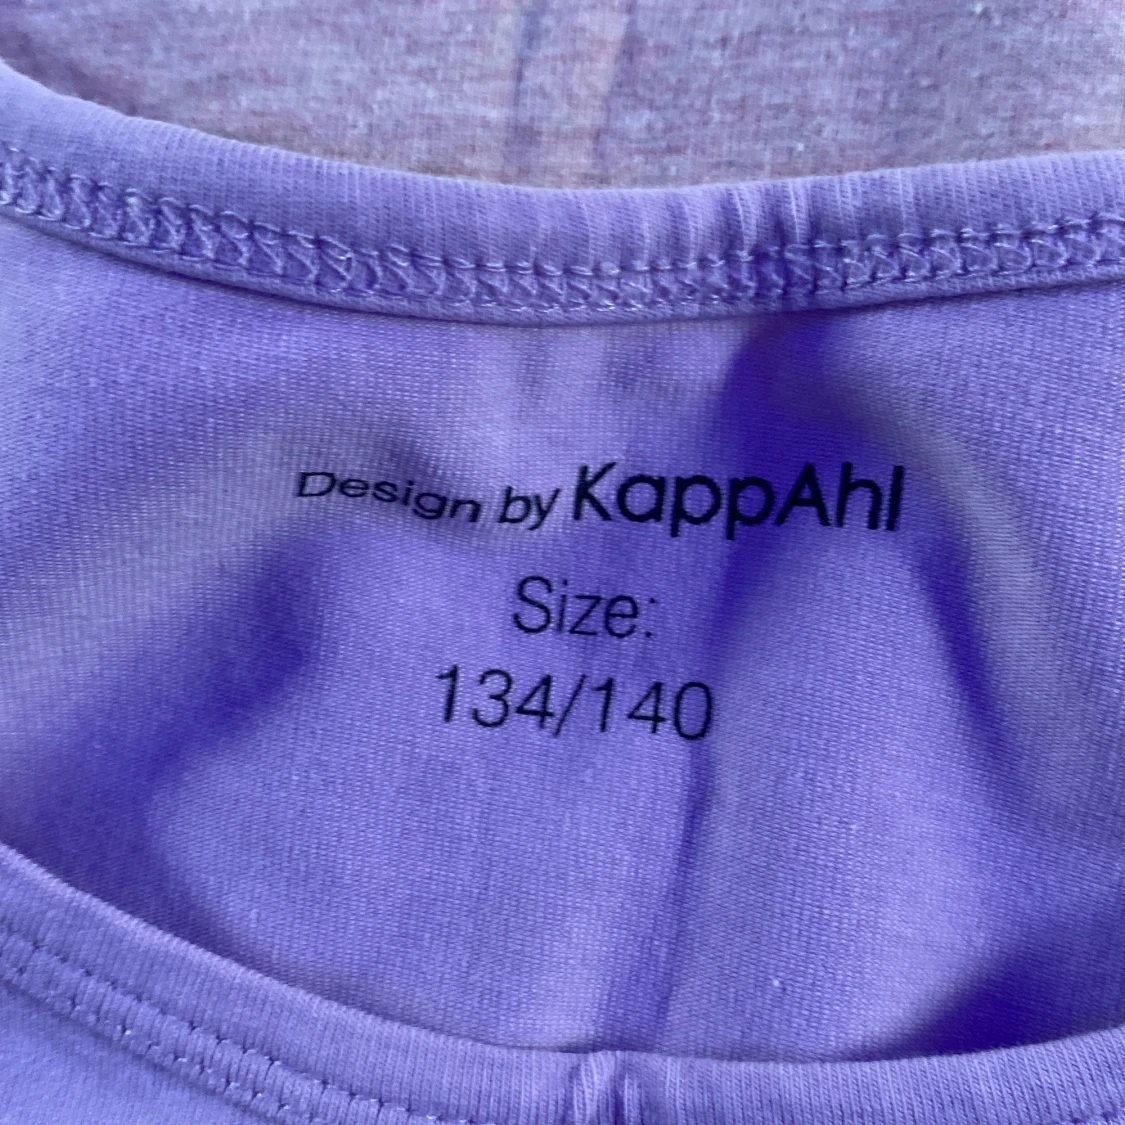 Design by KappAhl
Size:
134/140